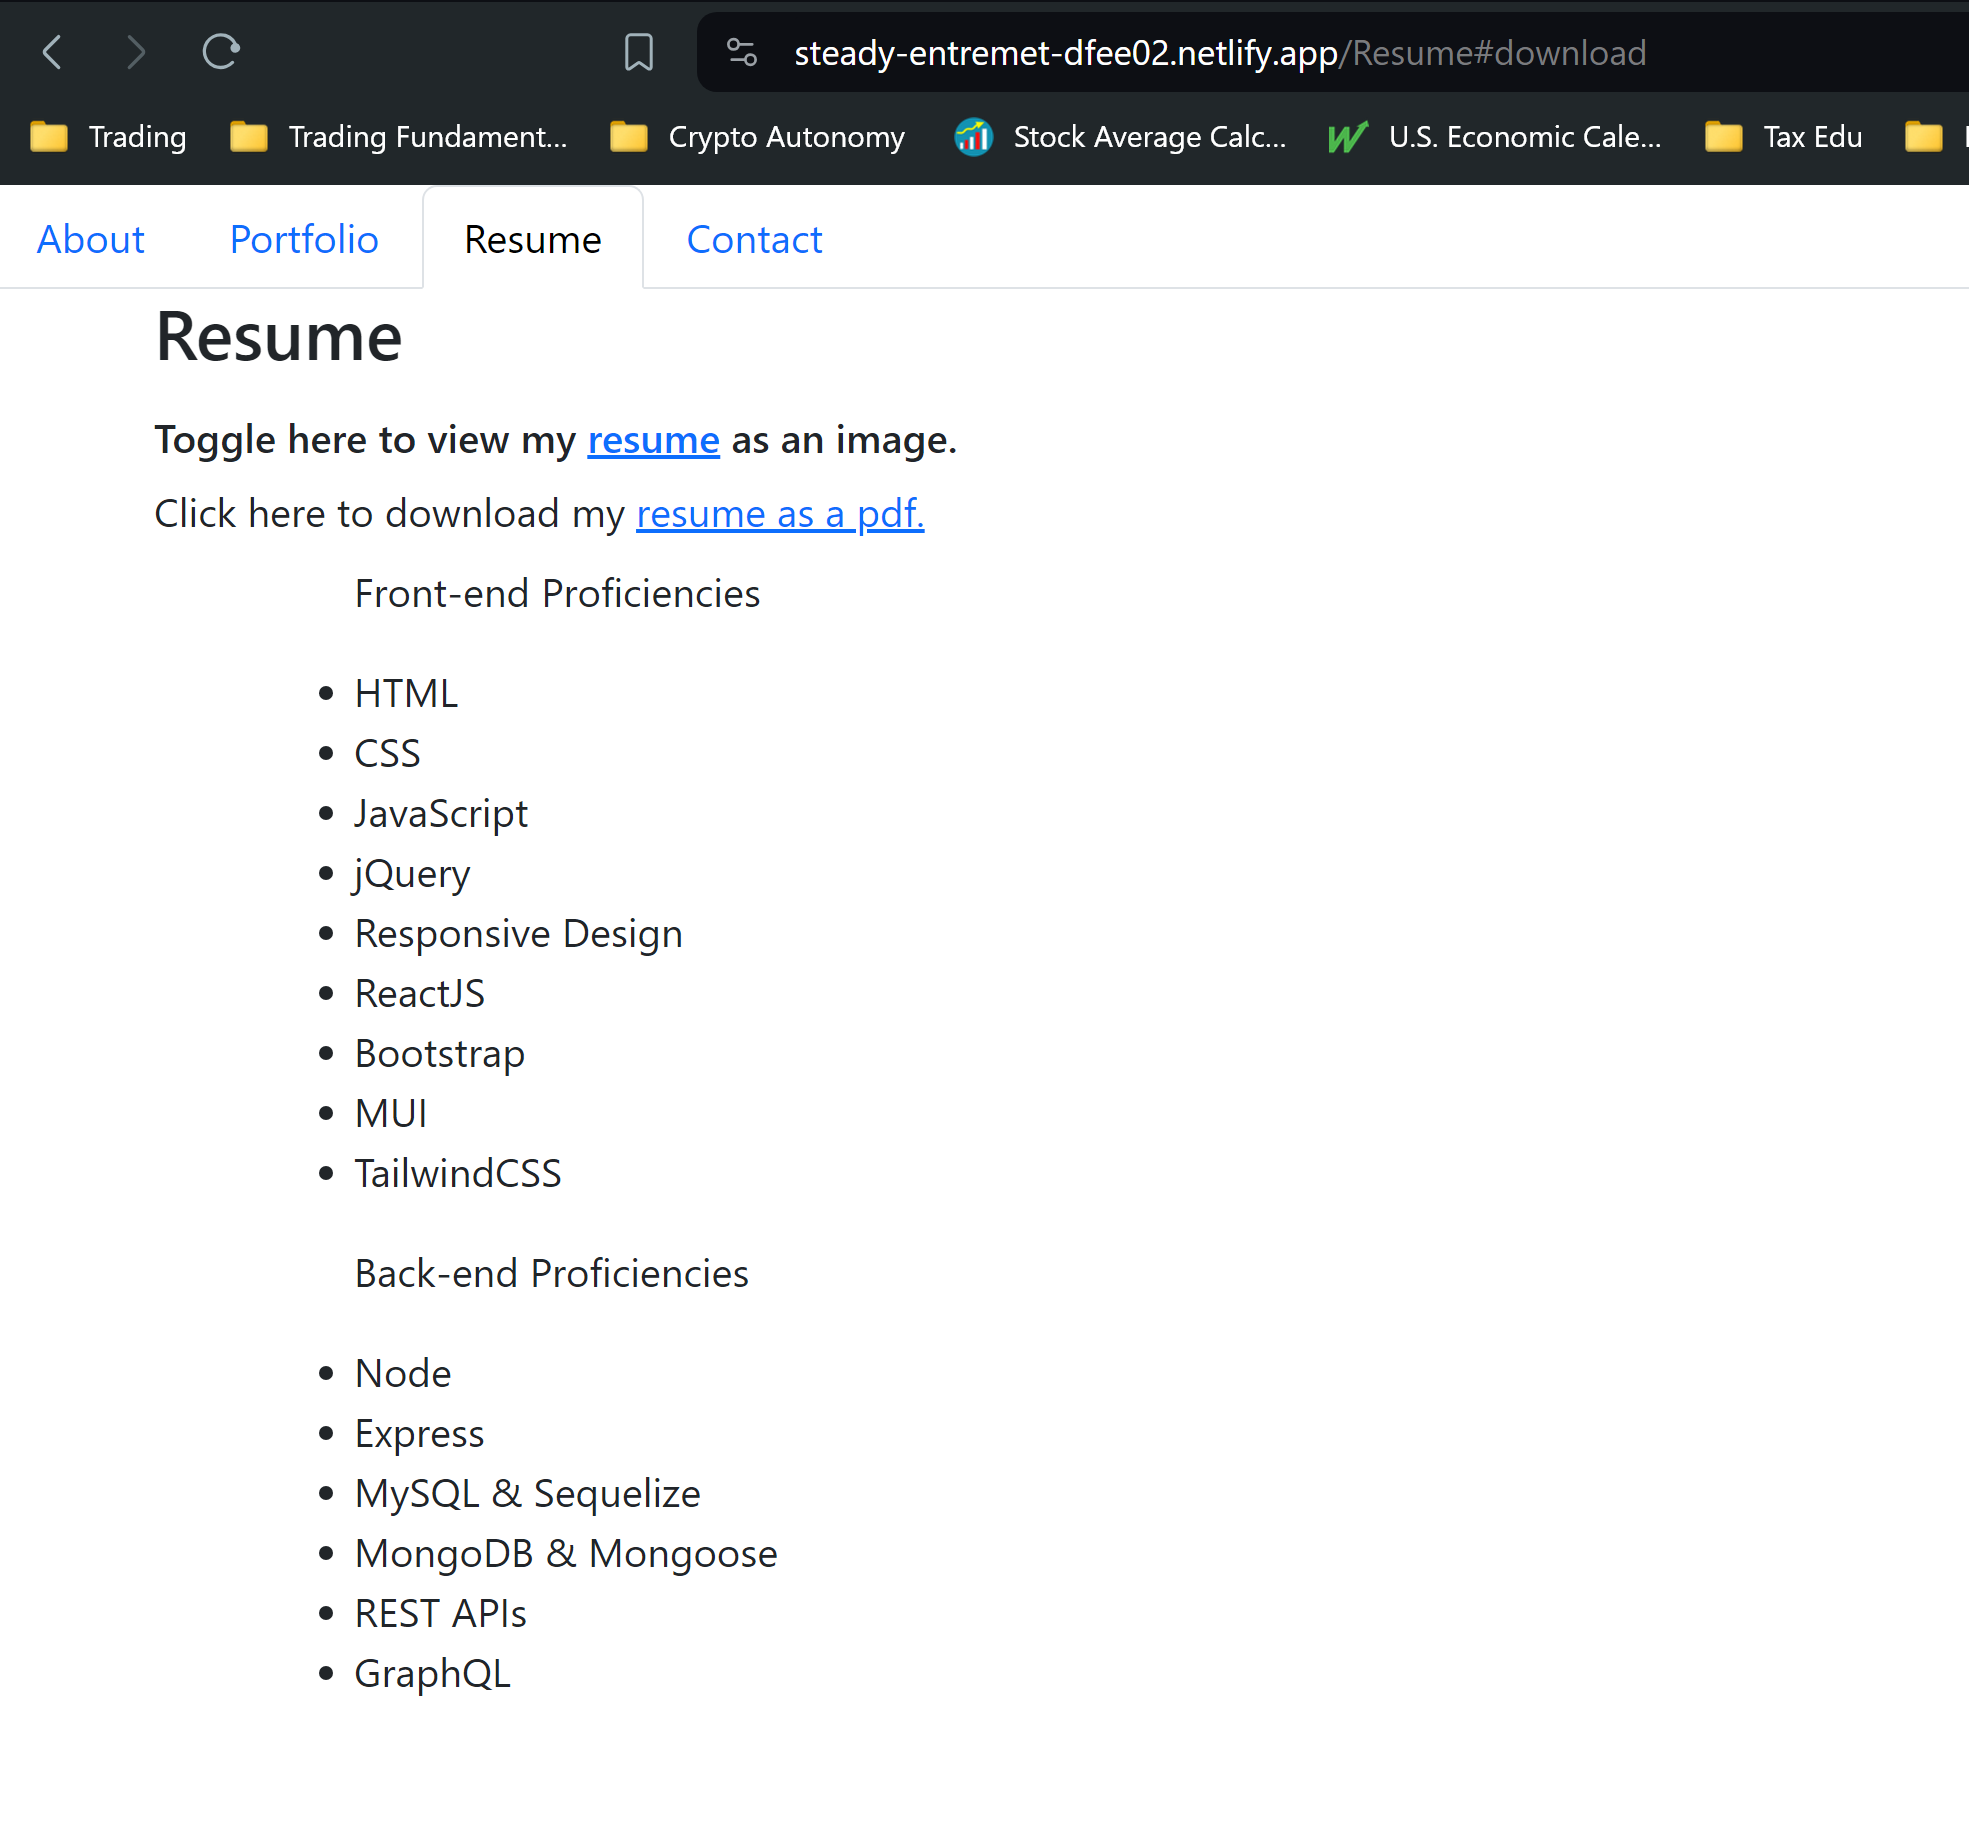 steady-entremet-dfee02.netlify.app/Resume#download
Trading Trading Fundament... Crypto Autonomy Stock Average Calc... U.S. Economic Cale... Tax Edu
About Portfolio Resume Contact
Resume
Toggle here to view my resume as an image.
Click here to download my resume as a pdf.
Front-end Proficiencies
HTML
CSS
JavaScript
jQuery
Responsive Design
ReactJS
Bootstrap
MUI
TailwindCSS
Back-end Proficiencies
Node
Express
MySQL & Sequelize
MongoDB & Mongoose
REST APIs
GraphQL